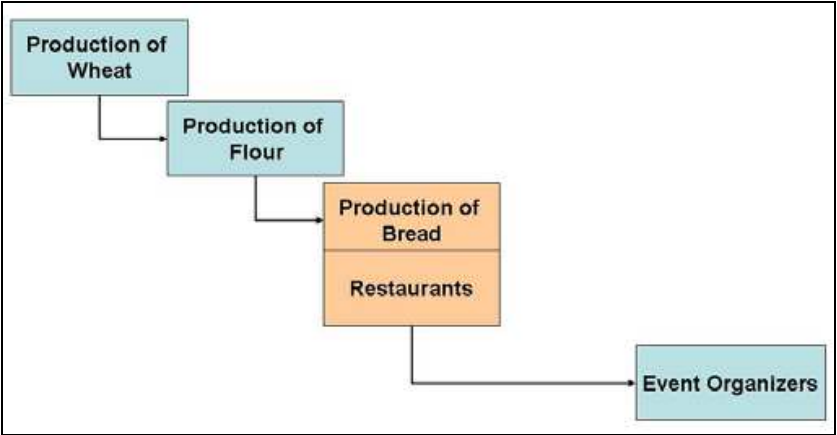 Production of
Wheat
Production of
Flour
Production of
Bread
Restaurants
Event Organizers